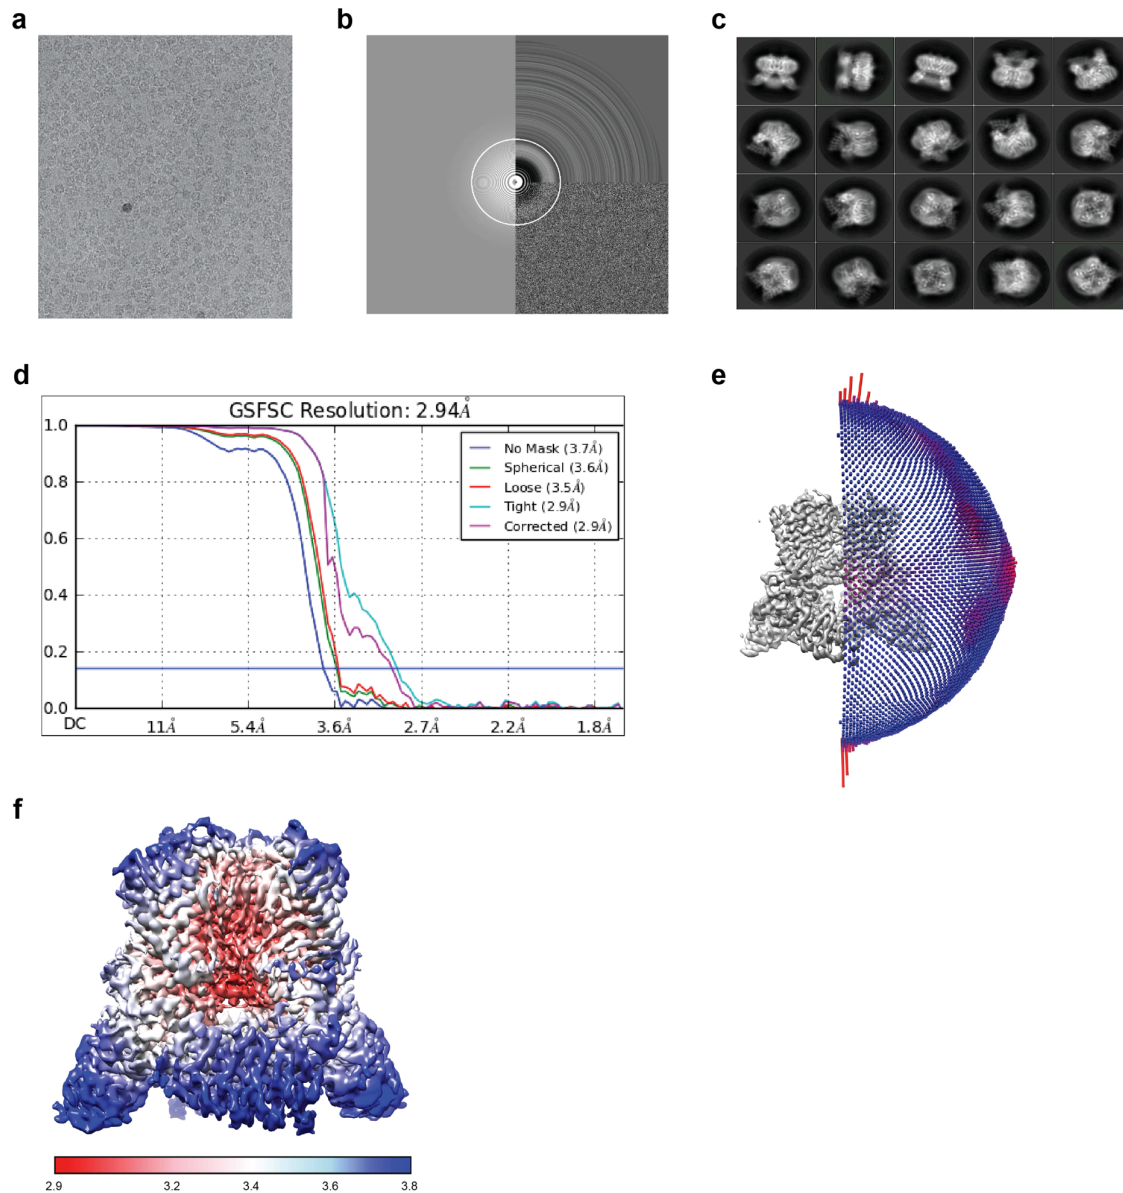 a
b
c
d
GSFSC Resolution: 2.94Å
1.0
0.8
0.6
0.4
0.2
0.0
No Mask (3.7Å)
Spherical (3.6Å)
Loose (3.5Å)
Tight (2.9Å)
Corrected (2.9Å)
DC
11Å
5.4Å
3.6Å
2.7Å
2.2Å
1.8Å
e
f
2.9
3.2
3.4
3.6
3.8